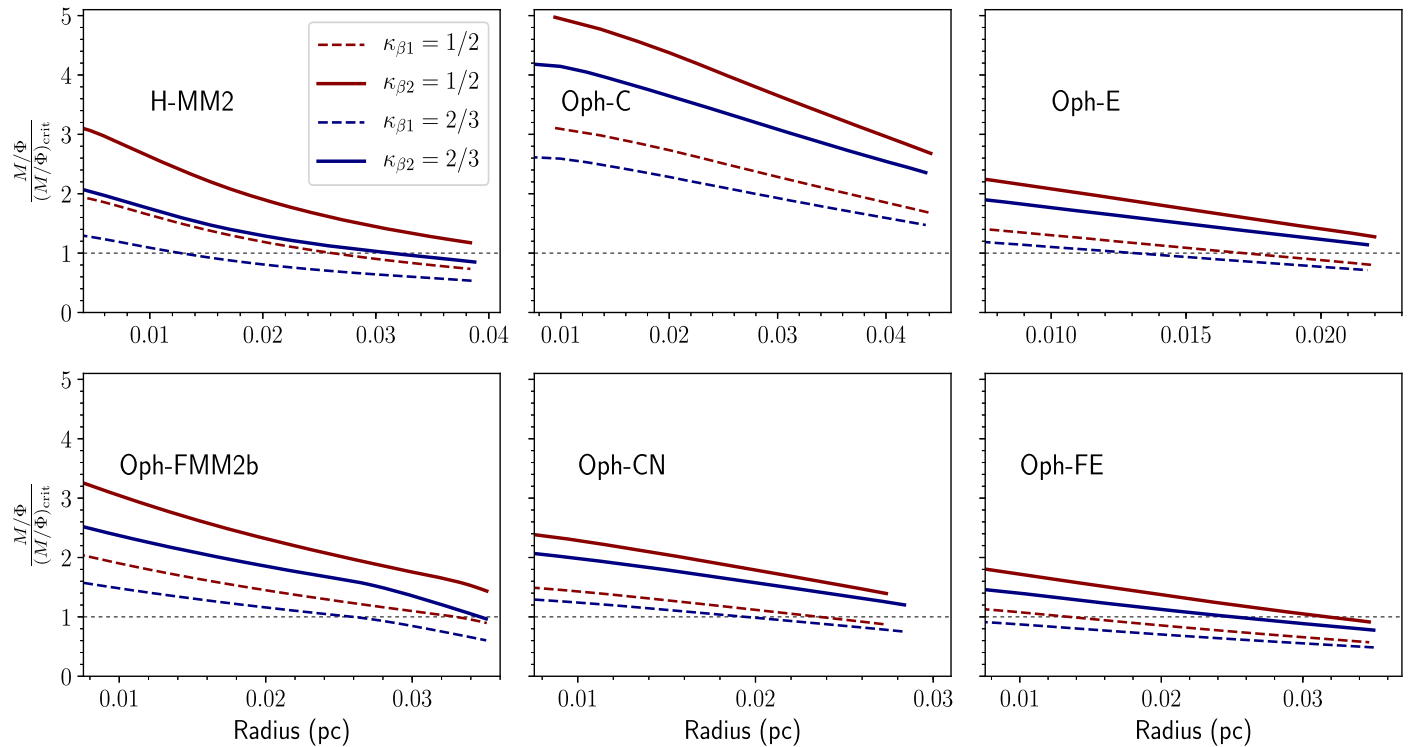 5
4
3
2
1
0
M/Φ
(M/Φ)crit
H-MM2
κβ1 = 1/2
κβ2 = 1/2
κβ1 = 2/3
κβ2 = 2/3
0.01 0.02 0.03 0.04
Oph-C
0.01 0.02 0.03 0.04
Oph-E
0.010 0.015 0.020
5
4
3
2
1
0
M/Φ
(M/Φ)crit
Oph-FMM2b
0.01 0.02 0.03
Radius (pc)
Oph-CN
0.01 0.02 0.03
Radius (pc)
Oph-FE
0.01 0.02 0.03
Radius (pc)